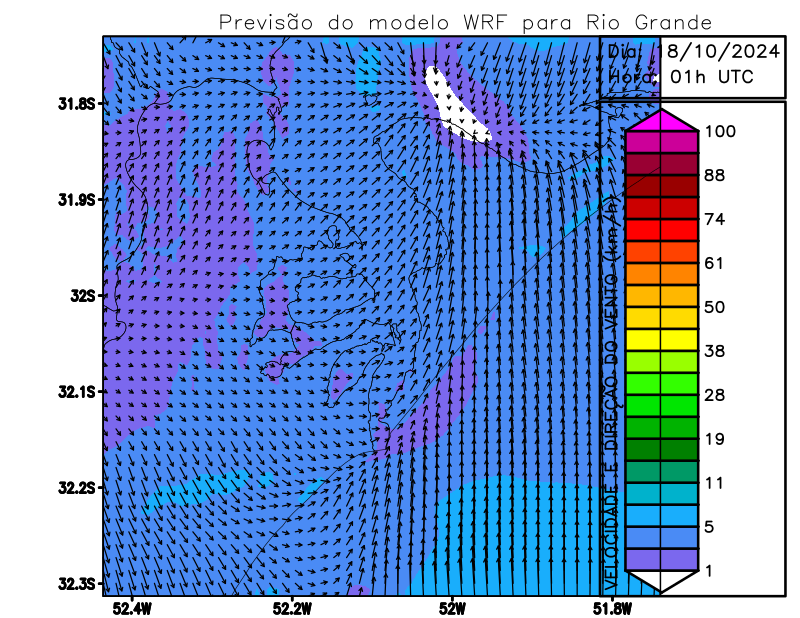 Previsão do modelo WRF para Rio Grande
Dia: 18/10/2024
Hora: 01h UTC
31.8S
31.9S
32S
32.1S
32.2S
32.3S
52.4W
52.2W
52W
51.8W
VELOCIDADE E DIREÇÃO DO VENTO (km/h)
100
88
74
61
50
38
28
19
11
5
1